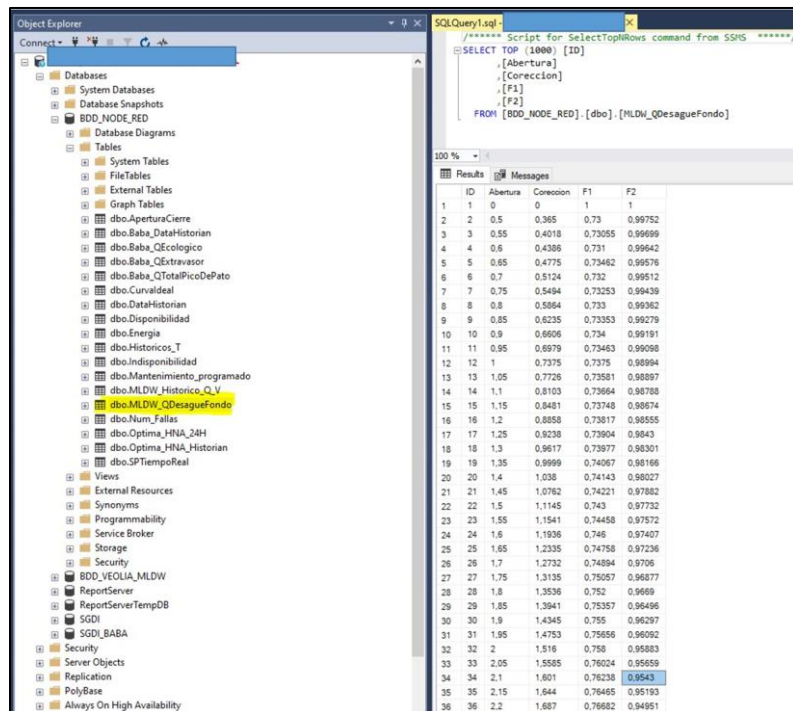 Object Explorer
Connect
Databases
System Databases
Database Snapshots
BDD_NODE_RED
Database Diagrams
Tables
System Tables
FileTables
External Tables
Graph Tables
dbo.AperturaCierre
dbo.Baba_DataHistorian
dbo.Baba_QEcologico
dbo.Baba_QExtravasor
dbo.Baba_QTotalPicoDePato
dbo.Curvaldeal
dbo.DataHistorian
dbo.Disponibilidad
dbo.Energia
dbo.Historicos_T
dbo.Indisponibilidad
dbo.Mantenimiento_programado
dbo.MLDW_Historico_Q_V
dbo.MLDW_QDesagueFondo
dbo.Num_Fallas
dbo.Optima_HNA_24H
dbo.Optima_HNA_Historian
dbo.SPTiempoReal
Views
External Resources
Synonyms
Programmability
Service Broker
Storage
Security
BDD_VEOLIA_MLDW
ReportServer
ReportServerTempDB
SGDI
SGDI_BABA
Security
Server Objects
Replication
PolyBase
Always On High Availability
SQLQuery1.sql -
/****** Script for SelectTopNRows command from SSMS ******/
SELECT TOP (1000) [ID]
,[Abertura]
,[Coreccion]
,[F1]
,[F2]
FROM [BDD_NODE_RED].[dbo].[MLDW_QDesagueFondo]
100 %
Results Messages
ID Abertura Coreccion F1 F2
1 1 0 0 1 1
2 2 0,5 0,365 0,73 0,99752
3 3 0,55 0,4018 0,73055 0,99699
4 4 0,6 0,4386 0,731 0,99642
5 5 0,65 0,4775 0,73462 0,99576
6 6 0,7 0,5124 0,732 0,99512
7 7 0,75 0,5494 0,73253 0,99439
8 8 0,8 0,5864 0,733 0,99362
9 9 0,85 0,6235 0,73353 0,99279
10 10 0,9 0,6606 0,734 0,99191
11 11 0,95 0,6979 0,73463 0,99098
12 12 1 0,7375 0,7375 0,98994
13 13 1,05 0,7726 0,73581 0,98897
14 14 1,1 0,8103 0,73664 0,98788
15 15 1,15 0,8481 0,73748 0,98674
16 16 1,2 0,8858 0,73817 0,98555
17 17 1,25 0,9238 0,73904 0,9843
18 18 1,3 0,9617 0,73977 0,98301
19 19 1,35 0,9999 0,74067 0,98166
20 20 1,4 1,038 0,74143 0,98027
21 21 1,45 1,0762 0,74221 0,97882
22 22 1,5 1,1145 0,743 0,97732
23 23 1,55 1,1541 0,74458 0,97572
24 24 1,6 1,1936 0,746 0,97407
25 25 1,65 1,2335 0,74758 0,97236
26 26 1,7 1,2732 0,74894 0,9706
27 27 1,75 1,3135 0,75057 0,96877
28 28 1,8 1,3536 0,752 0,9669
29 29 1,85 1,3941 0,75357 0,96496
30 30 1,9 1,4345 0,755 0,96297
31 31 1,95 1,4753 0,75656 0,96092
32 32 2 1,516 0,758 0,95883
33 33 2,05 1,5585 0,76024 0,95659
34 34 2,1 1,601 0,76238 0,9543
35 35 2,15 1,644 0,76465 0,95193
36 36 2,2 1,687 0,76682 0,94951